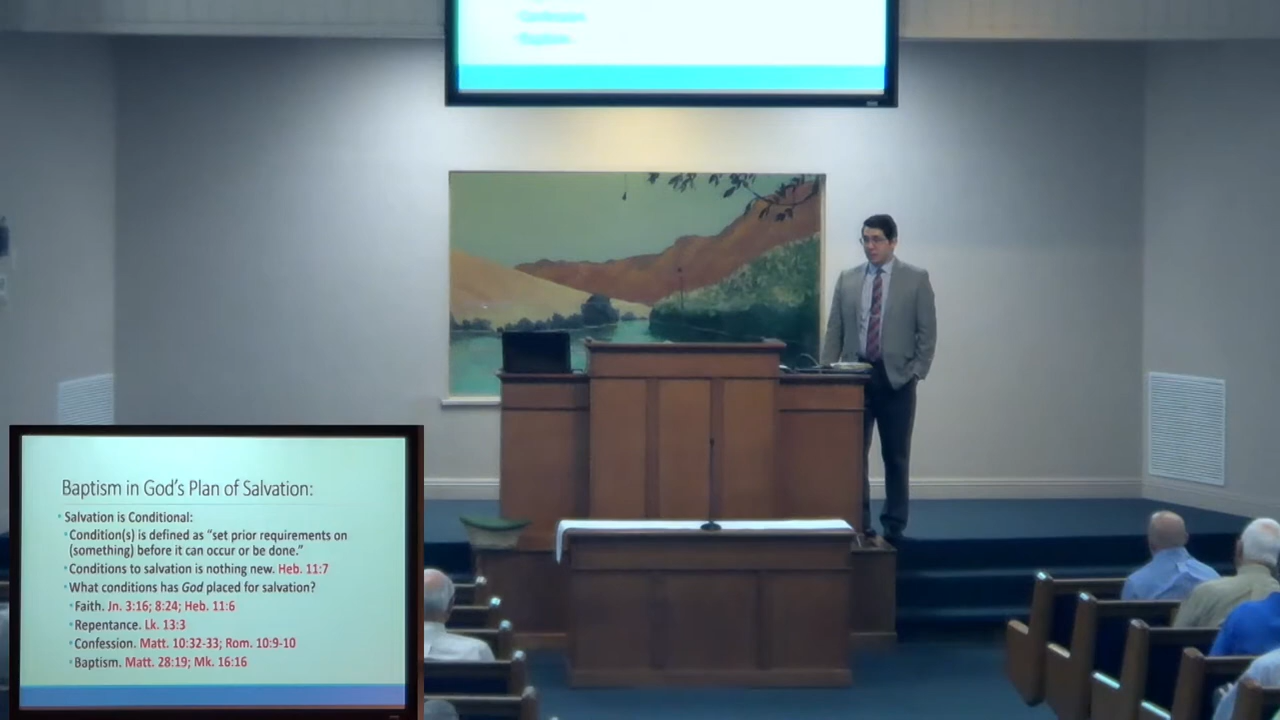 Baptism in God's Plan of Salvation:
Salvation is Conditional:
Condition(s) is defined as "set prior requirements on
(something) before it can occur or be done."
Conditions to salvation is nothing new. Heb. 11:7
What conditions has God placed for salvation?
Faith. Jn. 3:16; 8:24; Heb. 11:6
Repentance. Lk. 13:3
Confession. Matt. 10:32-33; Rom. 10:9-10
Baptism. Matt. 28:19; Mk. 16:16